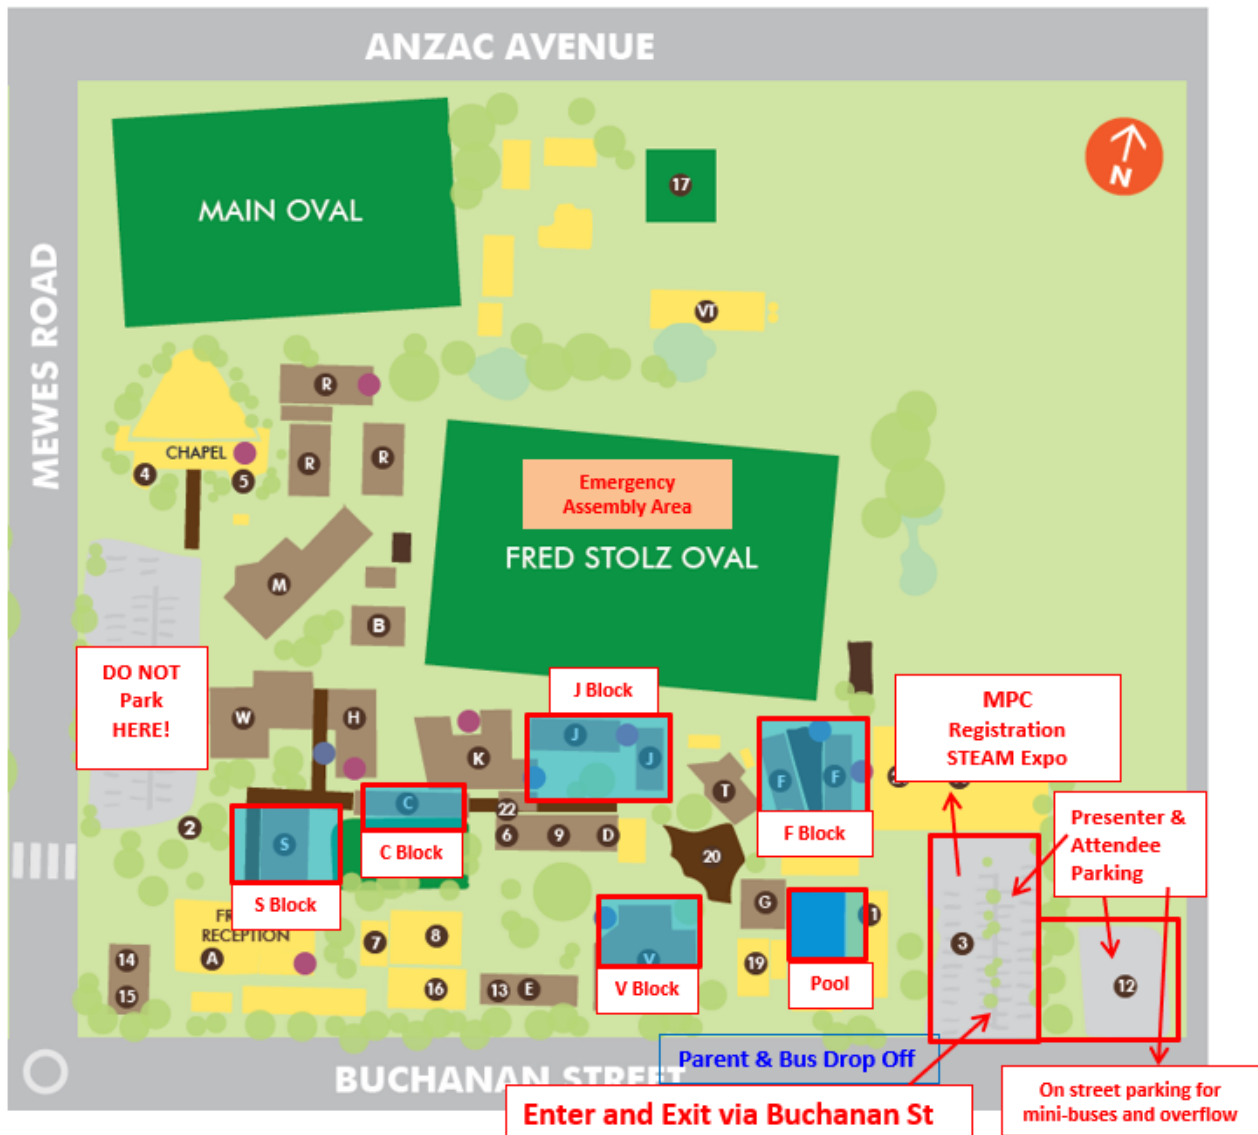 ANZAC AVENUE
N
MAIN OVAL
17
MEWES ROAD
VT
R
CHAPEL
4
5
R
R
Emergency
Assembly Area
FRED STOLZ OVAL
M
B
DO NOT
Park
HERE!
J Block
MPC
Registration
STEAM Expo
W
H
K
J
J
T
F
F
C
22
2
S
6
9
D
20
F Block
Presenter &
Attendee
Parking
C Block
S Block
G
1
3
RECEPTION
A
7
8
V
19
Pool
12
14
15
16
13
E
V Block
Parent & Bus Drop Off
BUCHANAN STREET
Enter and Exit via Buchanan St
On street parking for
mini-buses and overflow